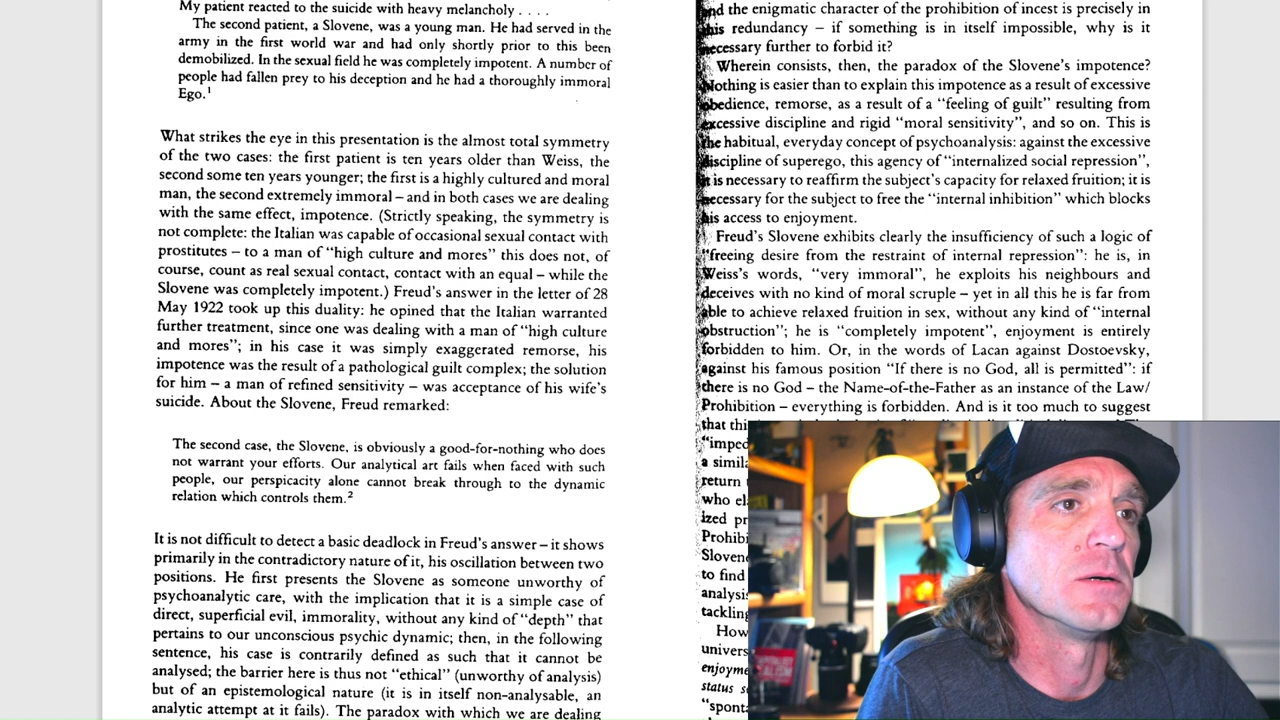 My patient reacted to the suicide with heavy melancholy . . . .
The second patient, a Slovene, was a young man. He had served in the
army in the first world war and had only shortly prior to this been
demobilized. In the sexual field he was completely impotent. A number of
people had fallen prey to his deception and he had a thoroughly immoral
Ego.¹
What strikes the eye in this presentation is the almost total symmetry
of the two cases: the first patient is ten years older than Weiss, the
second some ten years younger; the first is a highly cultured and moral
man, the second extremely immoral – and in both cases we are dealing
with the same effect, impotence. (Strictly speaking, the symmetry is
not complete: the Italian was capable of occasional sexual contact with
prostitutes – to a man of “high culture and mores” this does not, of
course, count as real sexual contact, contact with an equal – while the
Slovene was completely impotent.) Freud’s answer in the letter of 28
May 1922 took up this duality: he opined that the Italian warranted
further treatment, since one was dealing with a man of “high culture
and mores”; in his case it was simply exaggerated remorse, his
impotence was the result of a pathological guilt complex; the solution
for him – a man of refined sensitivity – was acceptance of his wife’s
suicide. About the Slovene, Freud remarked:
The second case, the Slovene, is obviously a good-for-nothing who does
not warrant your efforts. Our analytical art fails when faced with such
people, our perspicacity alone cannot break through to the dynamic
relation which controls them.²
It is not difficult to detect a basic deadlock in Freud’s answer – it shows
primarily in the contradictory nature of it, his oscillation between two
positions. He first presents the Slovene as someone unworthy of
psychoanalytic care, with the implication that it is a simple case of
direct, superficial evil, immorality, without any kind of “depth” that
pertains to our unconscious psychic dynamic; then, in the following
sentence, his case is contrarily defined as such that it cannot be
analysed; the barrier here is thus not “ethical” (unworthy of analysis)
but of an epistemological nature (it is in itself non-analysable, an
analytic attempt at it fails). The paradox with which we are dealing
and the enigmatic character of the prohibition of incest is precisely in
this redundancy – if something is in itself impossible, why is it
necessary further to forbid it?
Wherein consists, then, the paradox of the Slovene’s impotence?
Nothing is easier than to explain this impotence as a result of excessive
obedience, remorse, as a result of a “feeling of guilt” resulting from
excessive discipline and rigid “moral sensitivity”, and so on. This is
the habitual, everyday concept of psychoanalysis: against the excessive
discipline of superego, this agency of “internalized social repression”,
it is necessary to reaffirm the subject’s capacity for relaxed fruition; it is
necessary for the subject to free the “internal inhibition” which blocks
his access to enjoyment.
Freud’s Slovene exhibits clearly the insufficiency of such a logic of
“freeing desire from the restraint of internal repression”: he is, in
Weiss’s words, “very immoral”, he exploits his neighbours and
deceives with no kind of moral scruple – yet in all this he is far from
able to achieve relaxed fruition in sex, without any kind of “internal
obstruction”; he is “completely impotent”, enjoyment is entirely
forbidden to him. Or, in the words of Lacan against Dostoevsky,
against his famous position “If there is no God, all is permitted”: if
there is no God – the Name-of-the-Father as an instance of the Law/
Prohibition – everything is forbidden. And is it too much to suggest
that
“imped
a simila
return
who el
ized pr
Prohibi
Slovene
to find
analysis
tackling
How
univers
enjoyme
status s
“spont